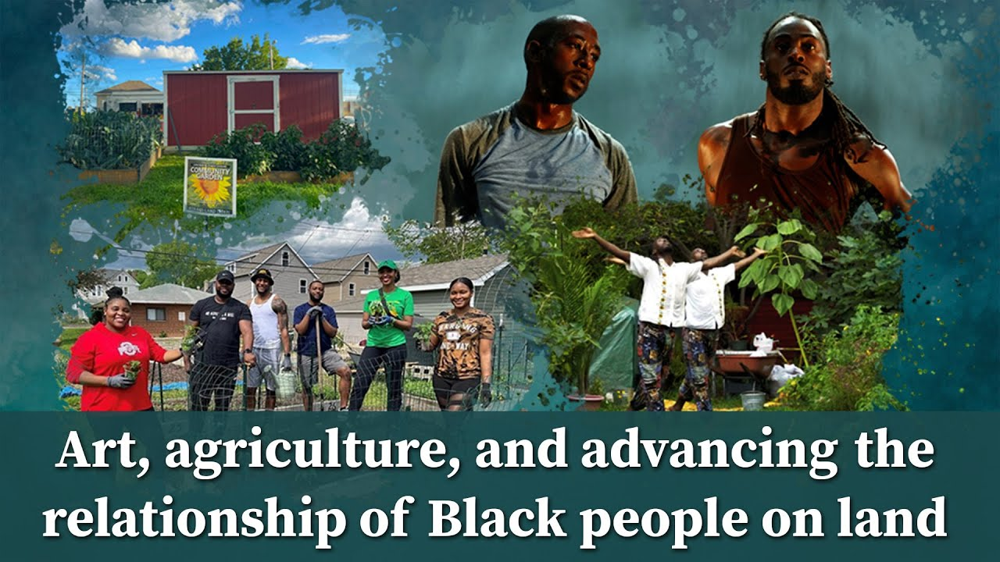 COMMUNITY
GARDEN
Art, agriculture, and advancing the
relationship of Black people on land